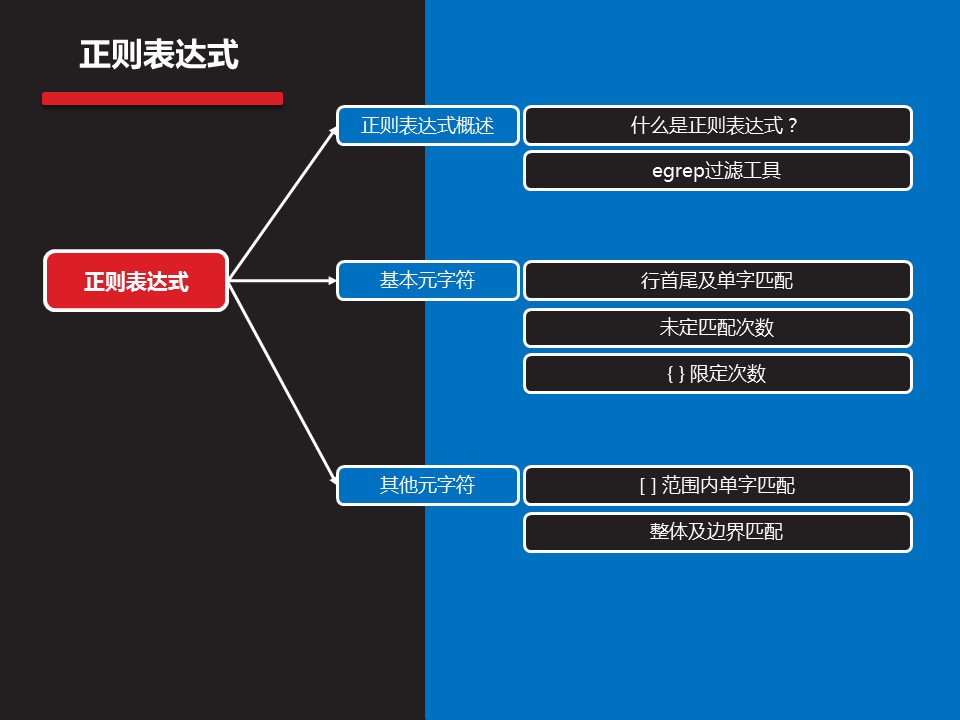 正则表达式
正则表达式概述
什么是正则表达式？
egrep过滤工具
正则表达式
基本元字符
行首尾及单字匹配
未定匹配次数
{ } 限定次数
其他元字符
[ ] 范围内单字匹配
整体及边界匹配